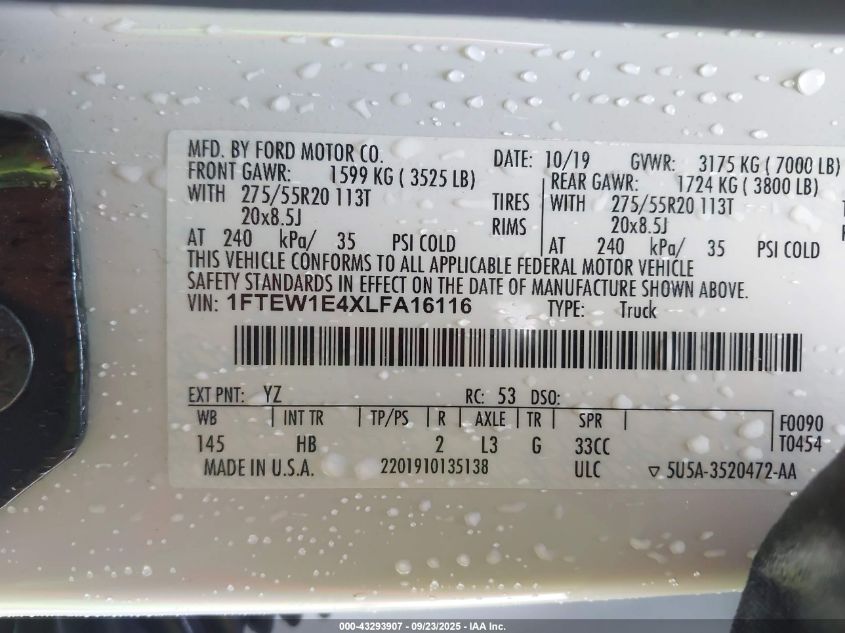 MFD. BY FORD MOTOR CO. DATE: 10/19 GVWR: 3175 KG ( 7000 LB)
FRONT GAWR: 1599 KG ( 3525 LB) REAR GAWR: 1724 KG ( 3800 LB)
WITH 275/55R20 113T TIRES WITH 275/55R20 113T
20x8.5J RIMS 20x8.5J
AT 240 kPa/ 35 PSI COLD AT 240 kPa/ 35 PSI COLD
THIS VEHICLE CONFORMS TO ALL APPLICABLE FEDERAL MOTOR VEHICLE
SAFETY STANDARDS IN EFFECT ON THE DATE OF MANUFACTURE SHOWN ABOVE.
VIN: 1FTEW1E4XLFA16116 TYPE: Truck
EXT PNT: YZ RC: 53 DSO:
WB INT TR TP/PS R AXLE TR SPR F0090
145 HB 2 L3 G 33CC T0454
MADE IN U.S.A. 2201910135138 ULC ▽ 5U5A-3520472-AA
000-43293907 - 09/23/2025 - IAA Inc.